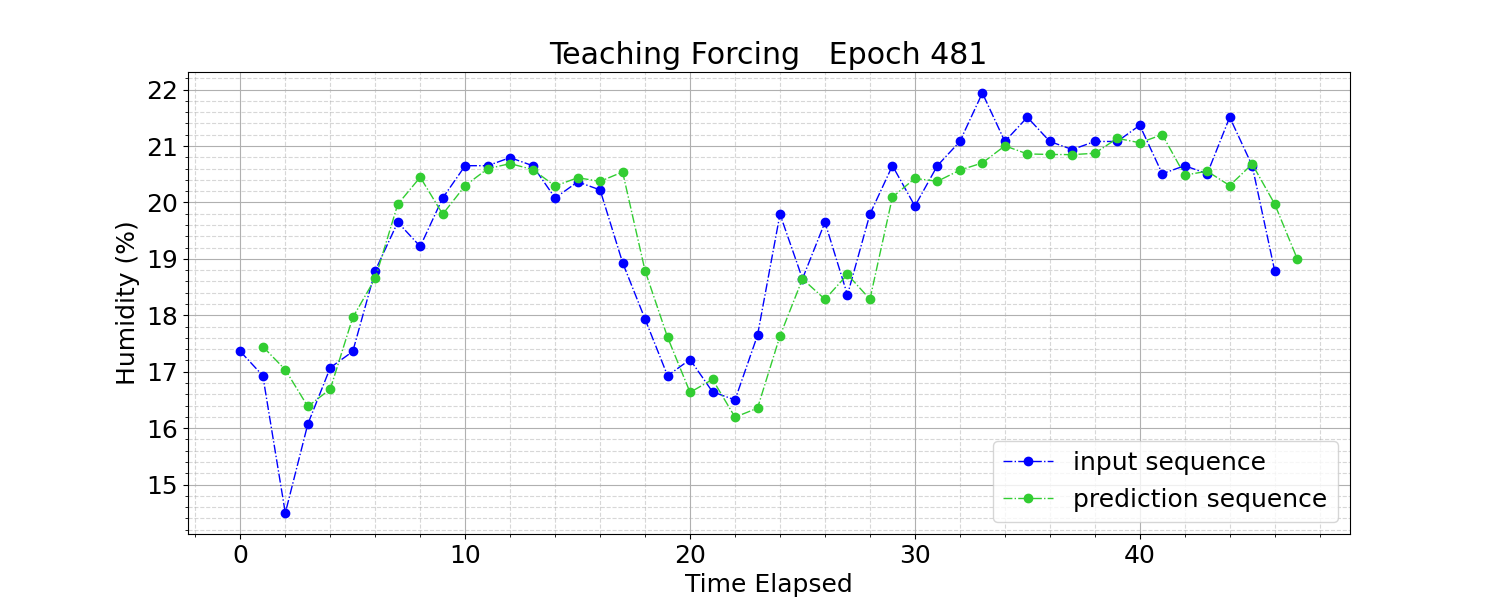 Teaching Forcing   Epoch 481
22
21
20
19
18
17
16
15
Humidity (%)
input sequence
prediction sequence
0 10 20 30 40
Time Elapsed